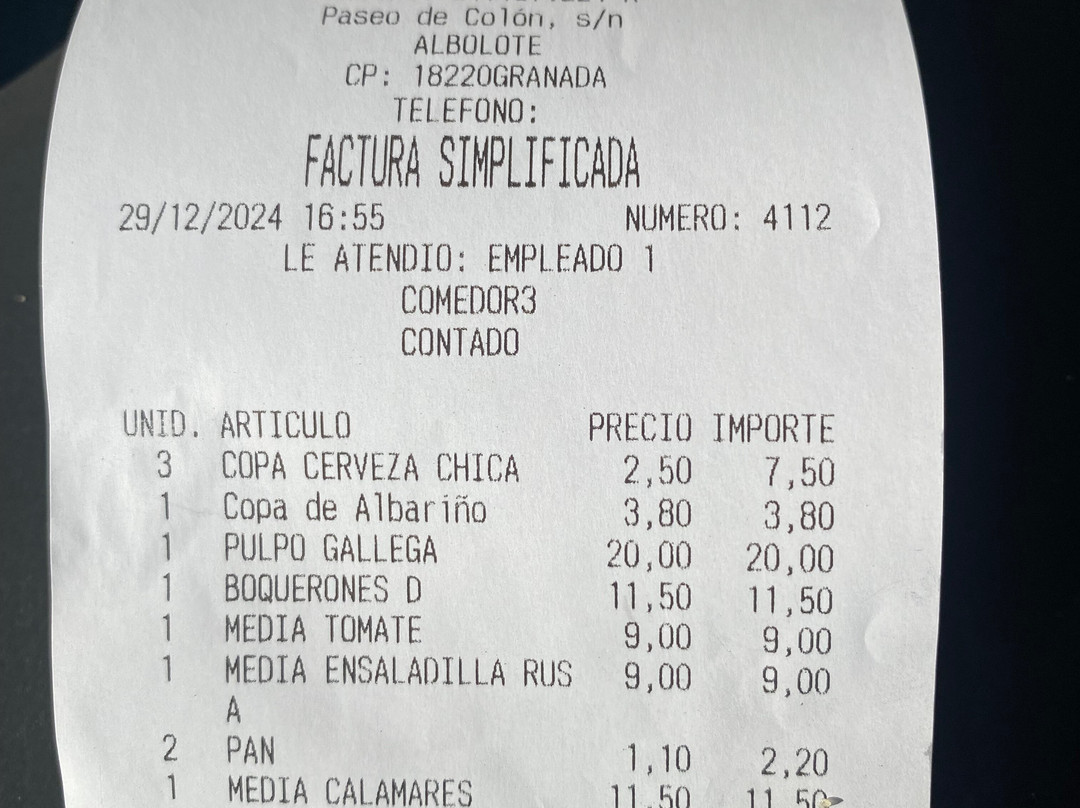 Paseo de Colón, s/n
ALBOLOTE
CP: 18220GRANADA
TELEFONO:
FACTURA SIMPLIFICADA
29/12/2024 16:55 NUMERO: 4112
LE ATENDIO: EMPLEADO 1
COMEDOR3
CONTADO
UNID. ARTICULO PRECIO IMPORTE
3 COPA CERVEZA CHICA 2,50 7,50
1 Copa de Albariño 3,80 3,80
1 PULPO GALLEGA 20,00 20,00
1 BOQUERONES D 11,50 11,50
1 MEDIA TOMATE 9,00 9,00
1 MEDIA ENSALADILLA RUS 9,00 9,00
A
2 PAN 1,10 2,20
1 MEDIA CALAMARES 11,50 11,50